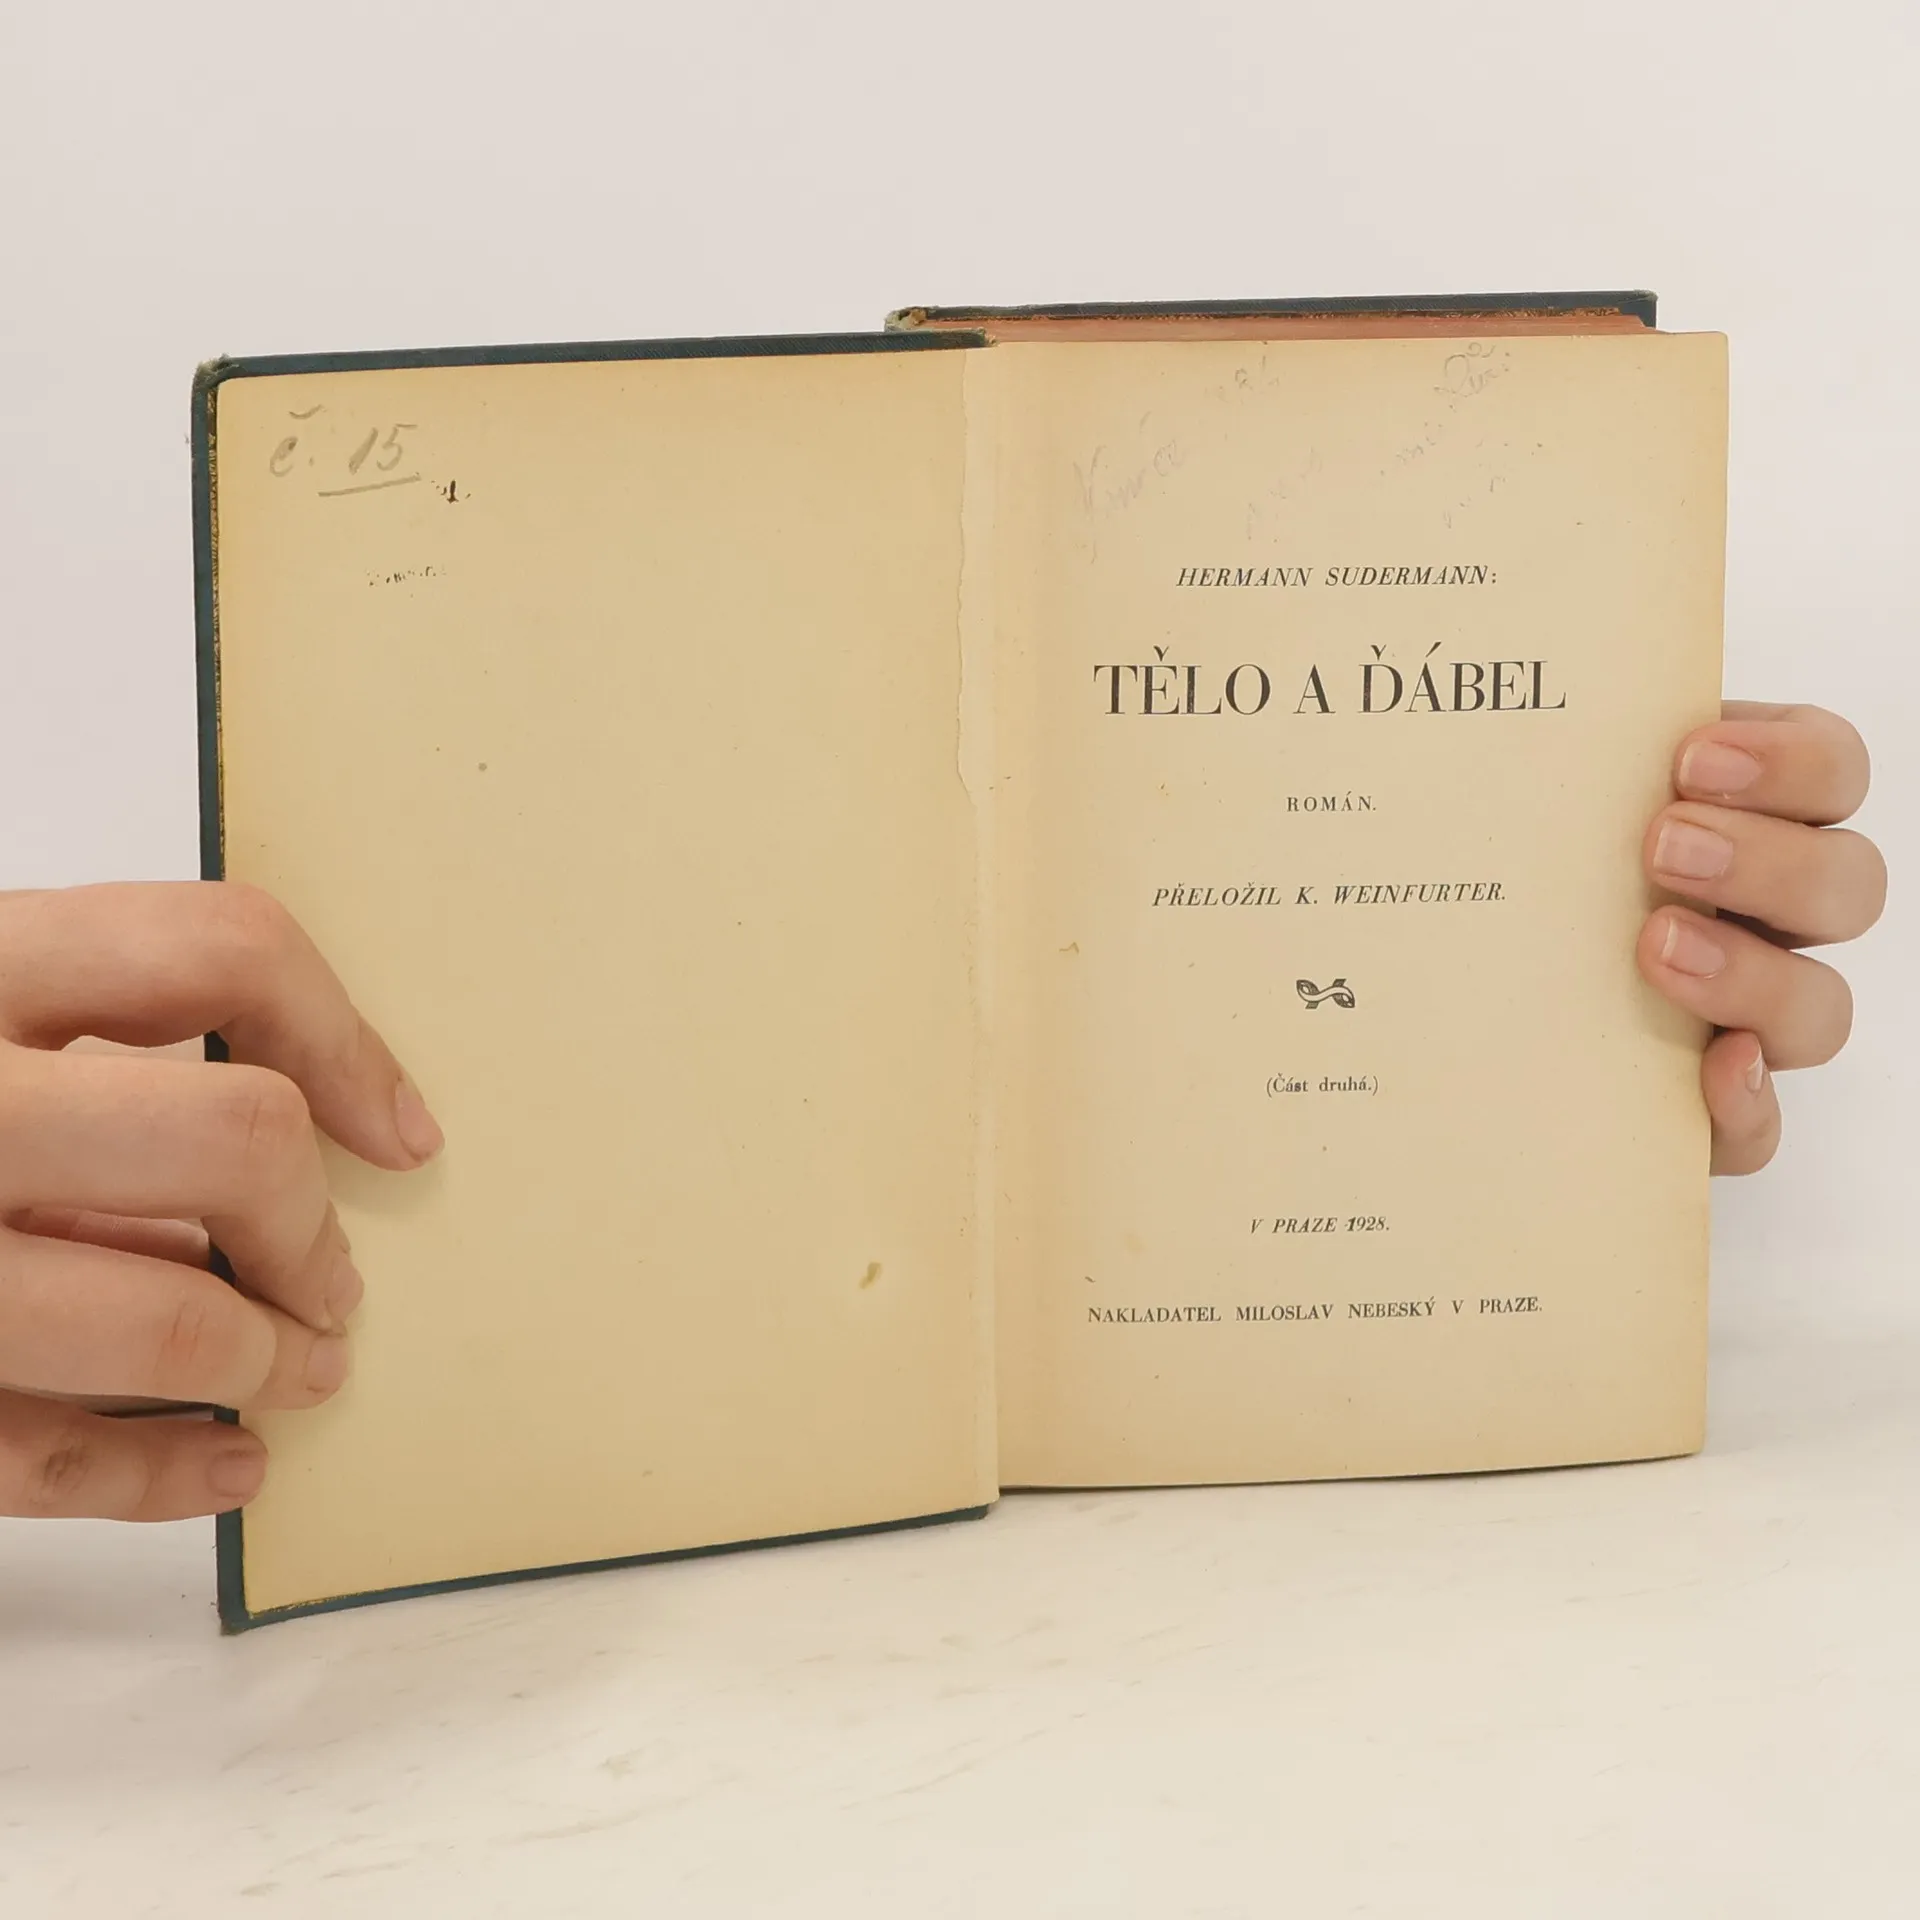 č. 15
HERMANN SUDERMANN:
TĚLO A ĎÁBEL
ROMÁN.
PŘELOŽIL K. WEINFURTER.
(Část druhá.)
V PRAZE 1928.
NAKLADATEL MILOSLAV NEBESKÝ V PRAZE.